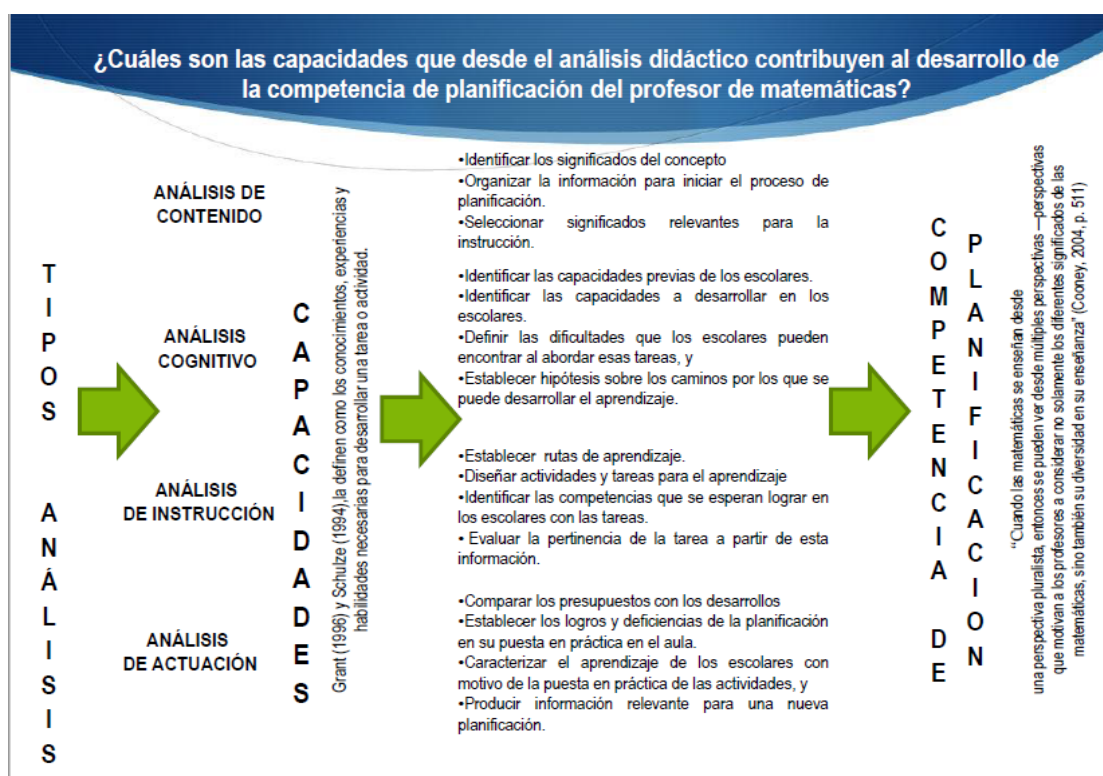 ¿Cuáles son las capacidades que desde el análisis didáctico contribuyen al desarrollo de
la competencia de planificación del profesor de matemáticas?
TIPOS ANÁLISIS
ANÁLISIS DE
CONTENIDO
ANÁLISIS
COGNITIVO
ANÁLISIS
DE INSTRUCCIÓN
ANÁLISIS
DE ACTUACIÓN
CAPACIDADES
Grant (1996) y Schulze (1994),la definen como los conocimientos, experiencias y
habilidades necesarias para desarrollar una tarea o actividad.
•Identificar los significados del concepto
•Organizar la información para iniciar el proceso de
planificación.
•Seleccionar significados relevantes para la
instrucción.
•Identificar las capacidades previas de los escolares.
•Identificar las capacidades a desarrollar en los
escolares.
•Definir las dificultades que los escolares pueden
encontrar al abordar esas tareas, y
•Establecer hipótesis sobre los caminos por los que se
puede desarrollar el aprendizaje.
•Establecer rutas de aprendizaje.
•Diseñar actividades y tareas para el aprendizaje
•Identificar las competencias que se esperan lograr en
los escolares con las tareas.
• Evaluar la pertinencia de la tarea a partir de esta
información.
•Comparar los presupuestos con los desarrollos
•Establecer los logros y deficiencias de la planificación
en su puesta en práctica en el aula.
•Caracterizar el aprendizaje de los escolares con
motivo de la puesta en práctica de las actividades, y
•Producir información relevante para una nueva
planificación.
COMPETENCIA DE
PLANIFICACION
“Cuando las matemáticas se enseñan desde
una perspectiva pluralista, entonces se pueden ver desde múltiples perspectivas —perspectivas
que motivan a los profesores a considerar no solamente los diferentes significados de las
matemáticas, sino también su diversidad en su enseñanza” (Cooney, 2004, p. 511)